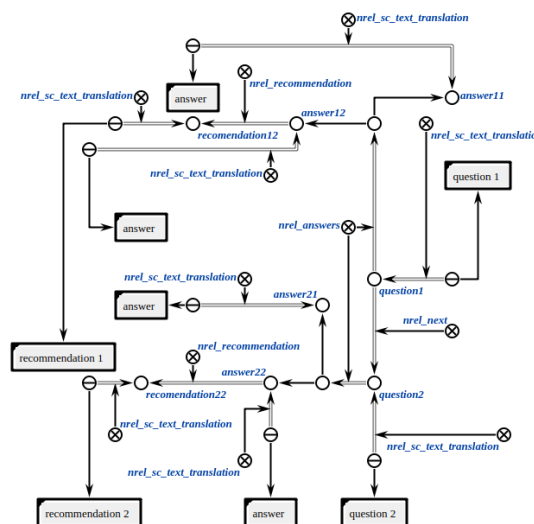 nrel_sc_text_translation
nrel_recommendation
nrel_sc_text_translation
answer
answer11
answer12
recomendation12
nrel_sc_text_translatio
nrel_sc_text_translation
question 1
answer
nrel_answers
nrel_sc_text_translation
question1
answer21
answer
nrel_next
nrel_recommendation
recommendation 1
answer22
recomendation22
question2
nrel_sc_text_translation
nrel_sc_text_translation
nrel_sc_text_translation
recommendation 2
answer
question 2